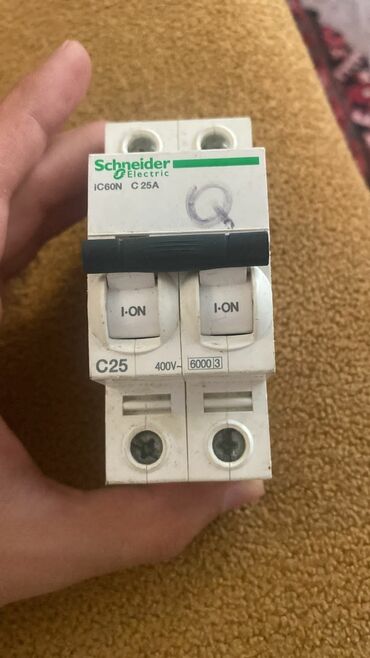 Schneider
Electric
iC60N C 25A
Q
I·ON I·ON
C25 400V~ 6000 3